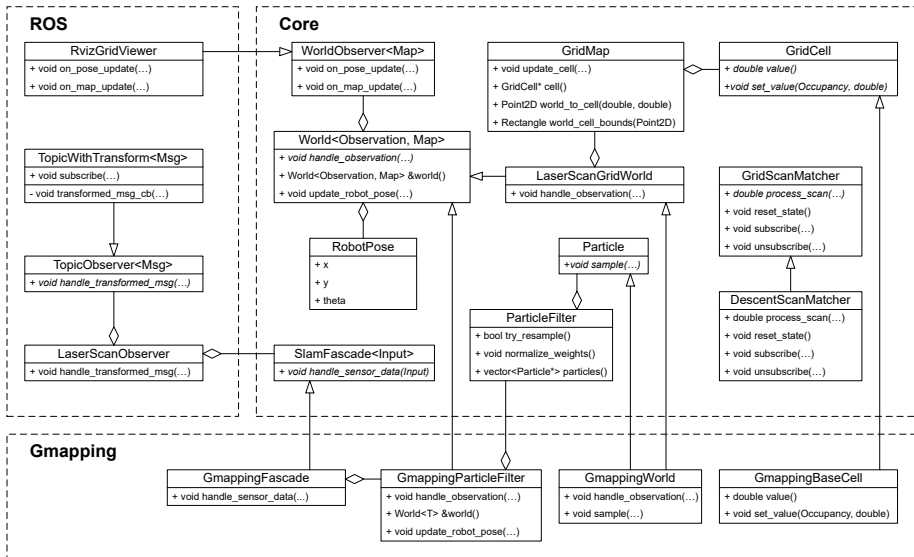 ROS
RvizGridViewer
+ void on_pose_update(…)
+ void on_map_update(…)
TopicWithTransform<Msg>
+ void subscribe(…)
- void transformed_msg_cb(…)
TopicObserver<Msg>
+ void handle_transformed_msg(…)
LaserScanObserver
+ void handle_transformed_msg(…)
Core
WorldObserver<Map>
+ void on_pose_update(…)
+ void on_map_update(…)
World<Observation, Map>
+ void handle_observation(…)
+ World<Observation, Map> &world()
+ void update_robot_pose(…)
RobotPose
+ x
+ y
+ theta
SlamFascade<Input>
+ void handle_sensor_data(Input)
GridMap
+ void update_cell(…)
+ GridCell* cell()
+ Point2D world_to_cell(double, double)
+ Rectangle world_cell_bounds(Point2D)
LaserScanGridWorld
+ void handle_observation(…)
Particle
+void sample(…)
ParticleFilter
+ bool try_resample()
+ void normalize_weights()
+ vector<Particle*> particles()
GridCell
+ double value()
+void set_value(Occupancy, double)
GridScanMatcher
+ double process_scan(…)
+ void reset_state()
+ void subscribe(…)
+ void unsubscribe(…)
DescentScanMatcher
+ double process_scan(…)
+ void reset_state()
+ void subscribe(…)
+ void unsubscribe(…)
Gmapping
GmappingFascade
+ void handle_sensor_data(...)
GmappingParticleFilter
+ void handle_observation(…)
+ World<T> &world()
+ void update_robot_pose(…)
GmappingWorld
+ void handle_observation(…)
+ void sample(…)
GmappingBaseCell
+ double value()
+ void set_value(Occupancy, double)